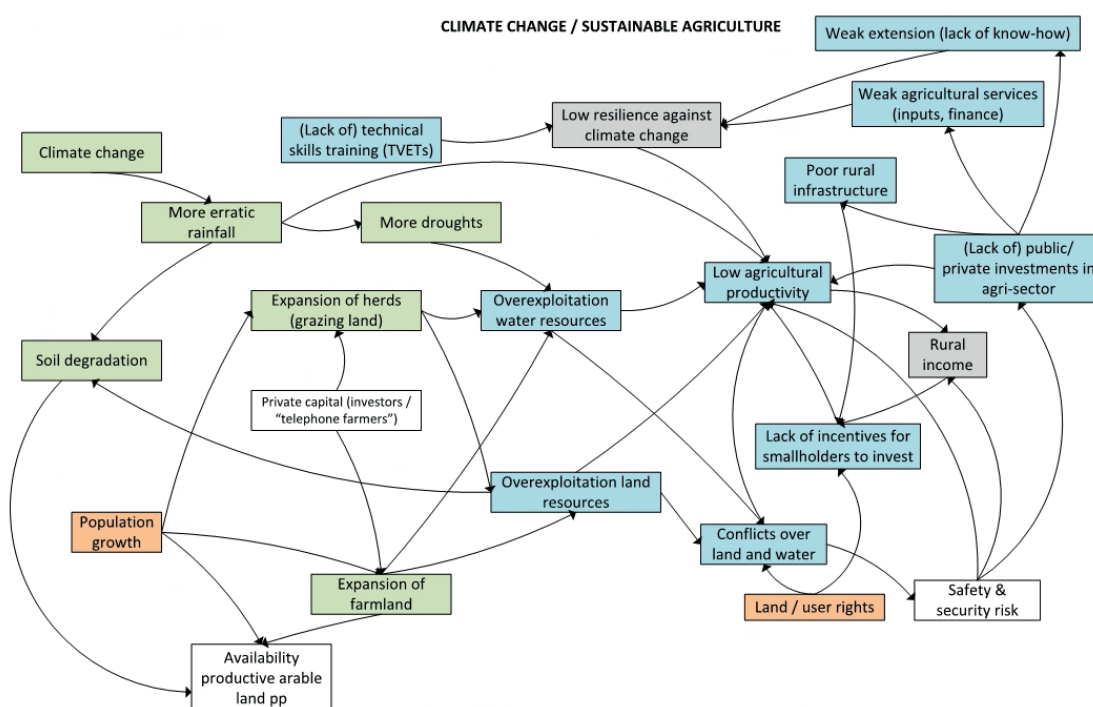 CLIMATE CHANGE / SUSTAINABLE AGRICULTURE
Weak extension (lack of know-how)
Weak agricultural services
(inputs, finance)
Low resilience against
climate change
(Lack of) technical
skills training (TVETs)
Climate change
Poor rural
infrastructure
More erratic
rainfall
More droughts
(Lack of) public/
private investments in
agri-sector
Low agricultural
productivity
Expansion of herds
(grazing land)
Overexploitation
water resources
Soil degradation
Rural
income
Private capital (investors /
“telephone farmers”)
Lack of incentives for
smallholders to invest
Overexploitation land
resources
Population
growth
Conflicts over
land and water
Expansion of
farmland
Land / user rights
Safety &
security risk
Availability
productive arable
land pp